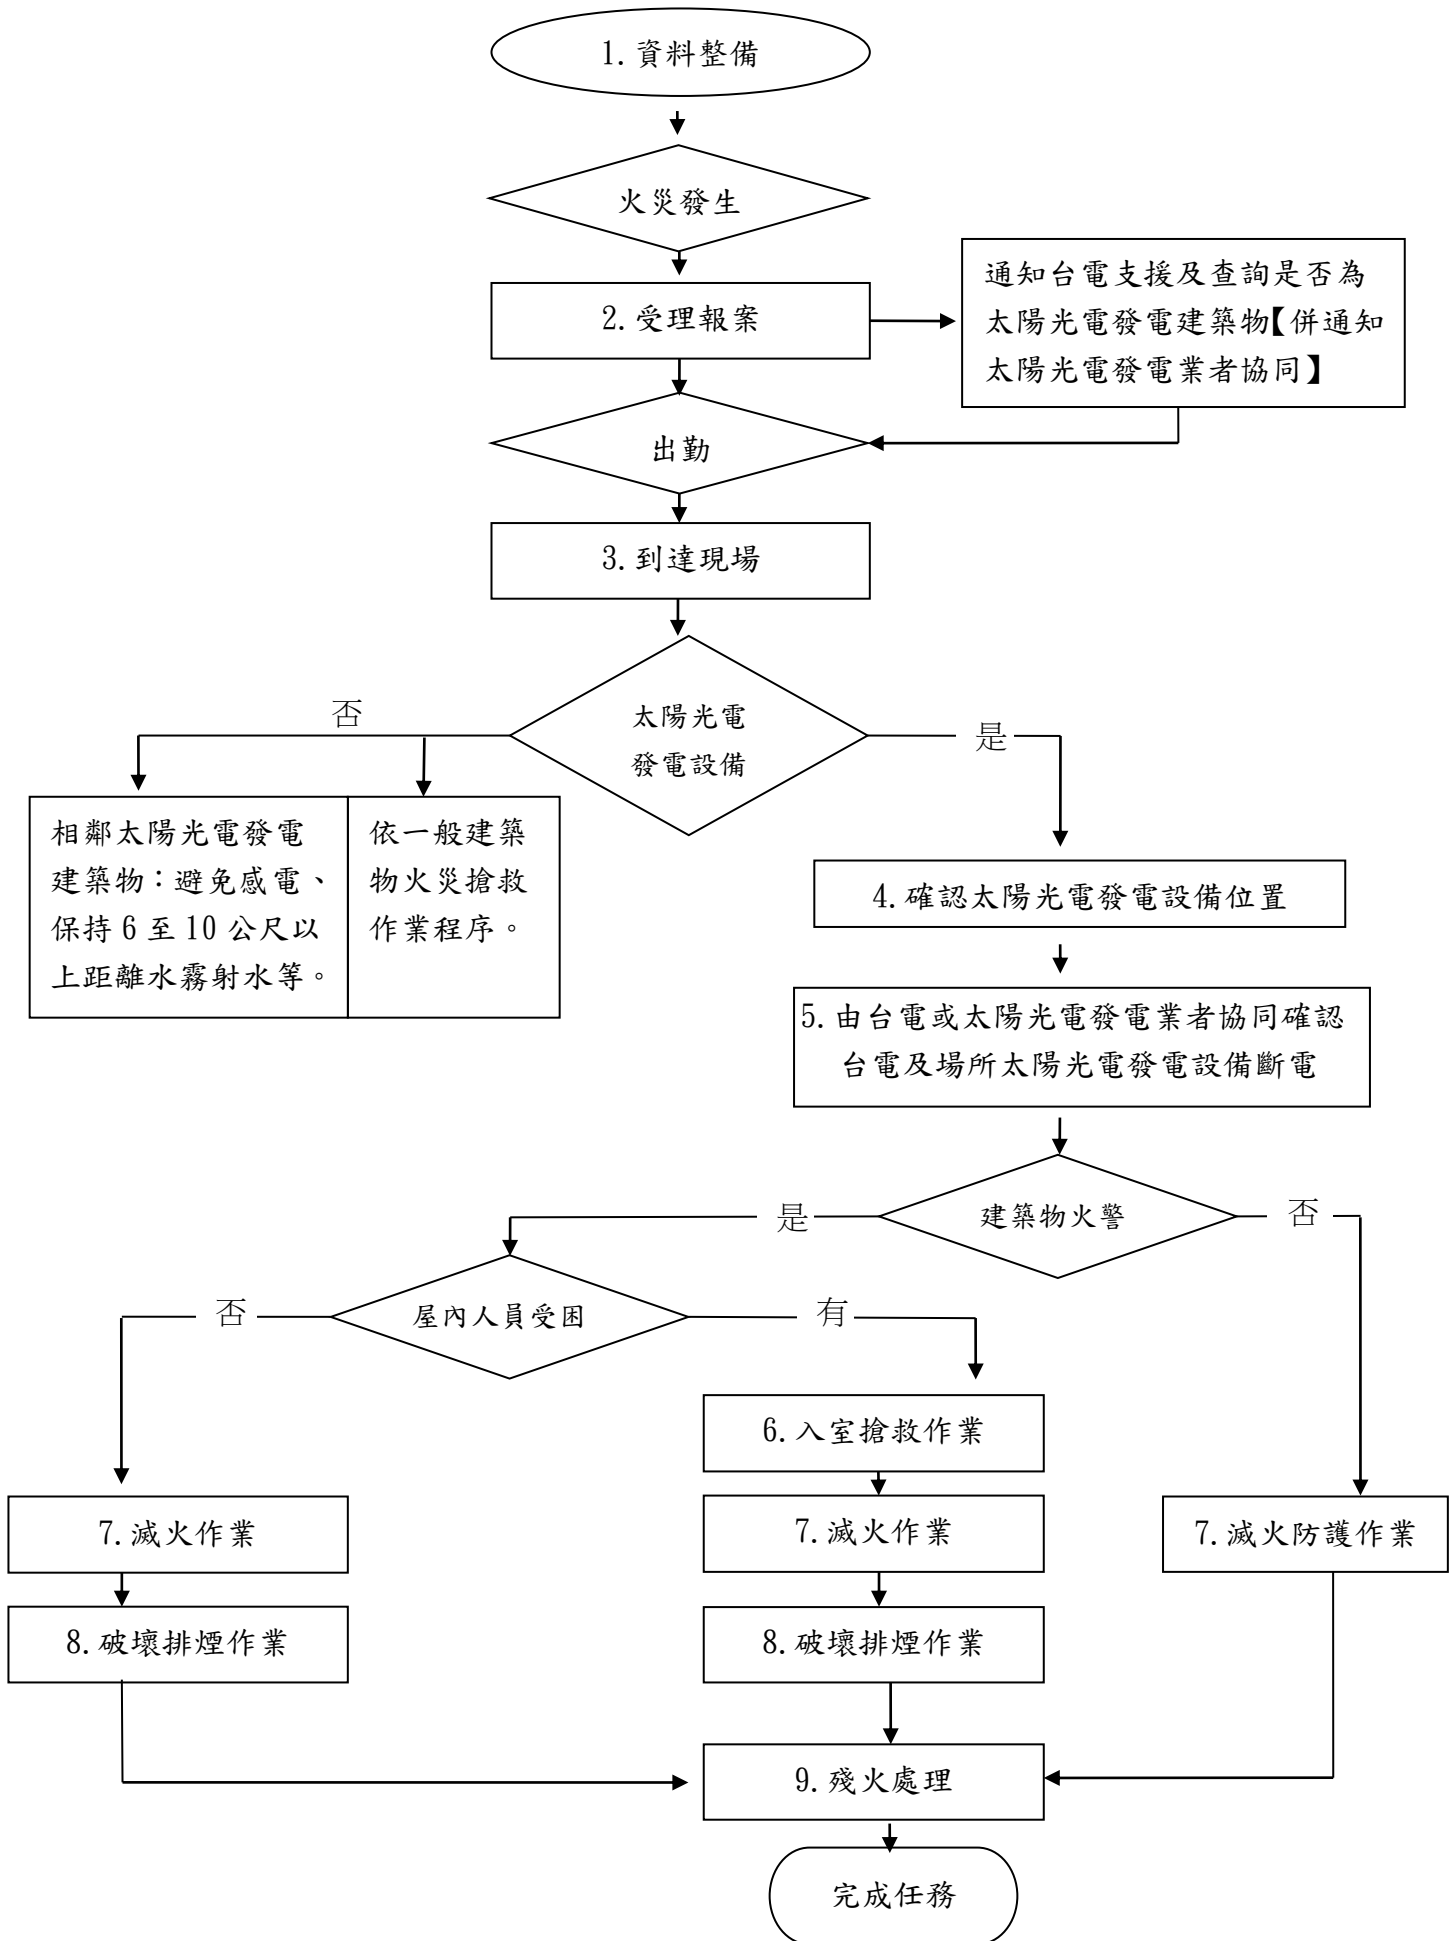 1.資料整備
火災發生
2.受理報案
通知台電支援及查詢是否為
太陽光電發電建築物【併通知
太陽光電發電業者協同】
出勤
3.到達現場
太陽光電
發電設備
否
是
相鄰太陽光電發電
建築物：避免感電、
保持6至10公尺以
上距離水霧射水等。
依一般建築
物火災搶救
作業程序。
4.確認太陽光電發電設備位置
5.由台電或太陽光電發電業者協同確認
台電及場所太陽光電發電設備斷電
建築物火警
是
否
屋內人員受困
否
有
6.入室搶救作業
7.滅火作業
7.滅火作業
7.滅火防護作業
8.破壞排煙作業
8.破壞排煙作業
9.殘火處理
完成任務